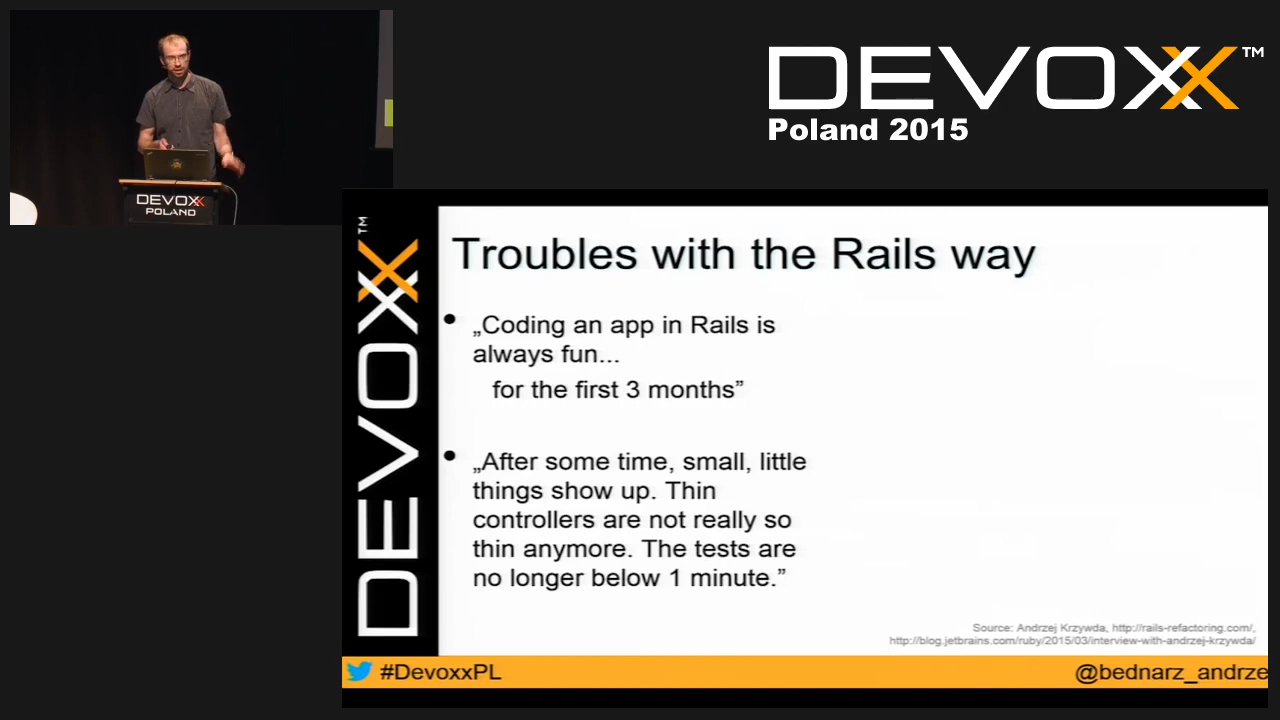 DEVOXX™
Poland 2015
DEVOXX
POLAND
DEVOXX™
Troubles with the Rails way
• „Coding an app in Rails is
always fun...
for the first 3 months”
• „After some time, small, little
things show up. Thin
controllers are not really so
thin anymore. The tests are
no longer below 1 minute.”
Source: Andrzej Krzywda, http://rails-refactoring.com/,
http://blog.jetbrains.com/ruby/2015/03/interview-with-andrzej-krzywda/
#DevoxxPL
@bednarz_andrze